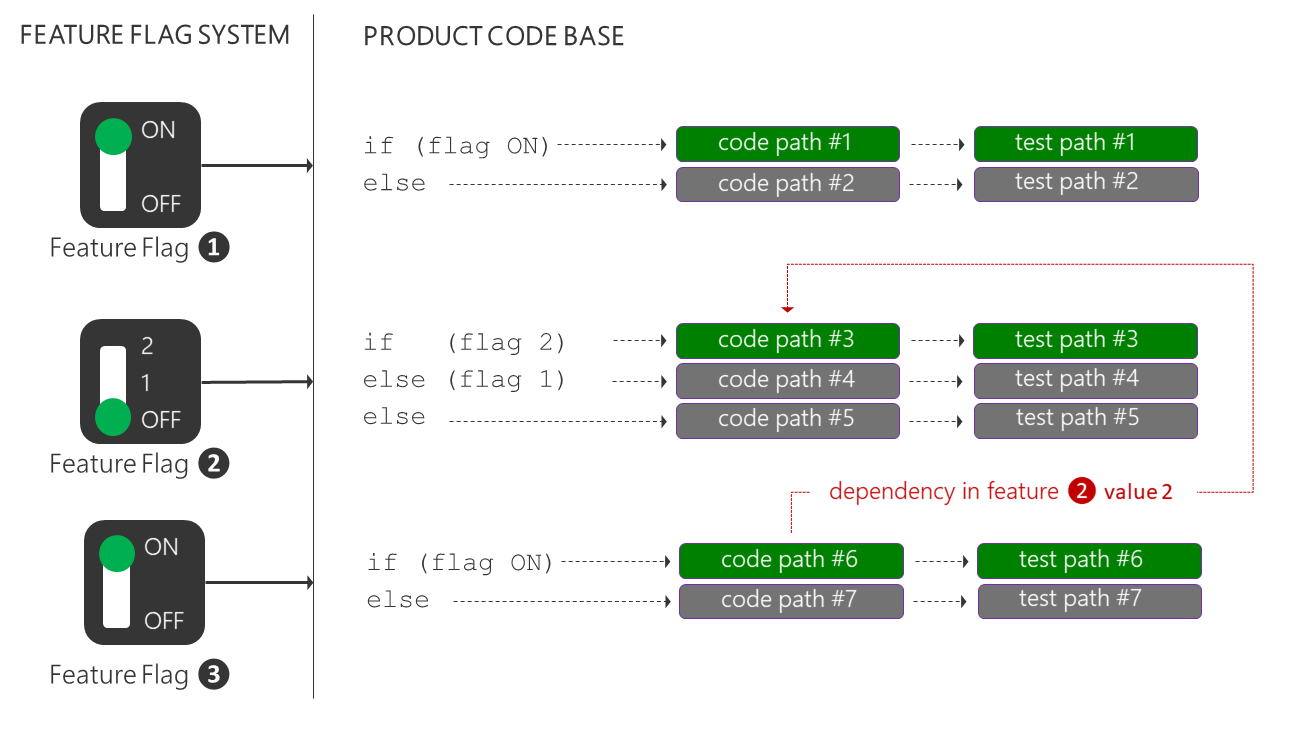 FEATURE FLAG SYSTEM
PRODUCT CODE BASE
ON
OFF
Feature Flag 1
if (flag ON)
code path #1
test path #1
else
code path #2
test path #2
2
1
OFF
Feature Flag 2
if (flag 2)
code path #3
test path #3
else (flag 1)
code path #4
test path #4
else
code path #5
test path #5
dependency in feature 2 value 2
ON
OFF
Feature Flag 3
if (flag ON)
code path #6
test path #6
else
code path #7
test path #7